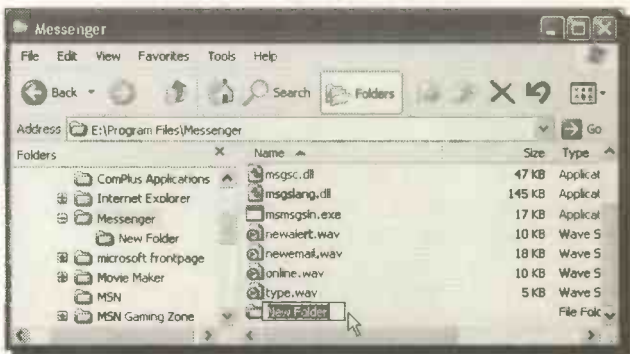 Messenger
File Edit View Favorites Tools Help
Back Search Folders
Address E:\Program Files\Messenger Go
Folders × Name Size Type
ComPlus Applications
Internet Explorer
Messenger
New Folder
microsoft frontpage
Movie Maker
MSN
MSN Gaming Zone
msgsc.dll 47 KB Applicat
msgslang.dll 145 KB Applicat
msmsgsin.exe 17 KB Applicat
newalert.wav 10 KB Wave S
newemail.wav 18 KB Wave S
online.wav 10 KB Wave S
type.wav 5 KB Wave S
New Folder File Folc